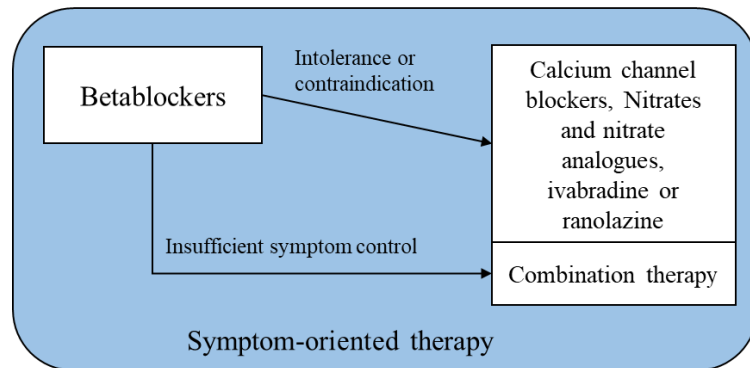 Betablockers
Intolerance or
contraindication
Calcium channel
blockers, Nitrates
and nitrate
analogues,
ivabradine or
ranolazine
Insufficient symptom control
Combination therapy
Symptom-oriented therapy